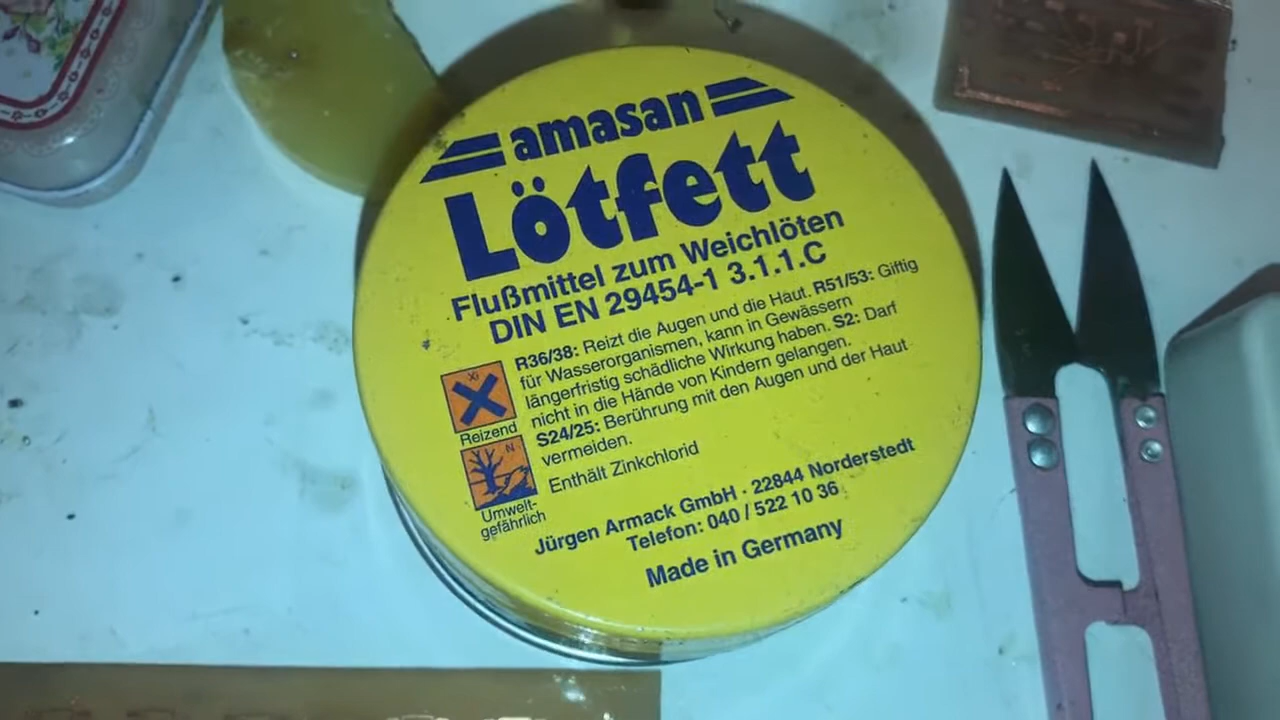 amasan
Lötfett
Flußmittel zum Weichlöten
DIN EN 29454-1 3.1.1.C
R36/38: Reizt die Augen und die Haut. R51/53: Giftig
für Wasserorganismen, kann in Gewässern
längerfristig schädliche Wirkung haben. S2: Darf
nicht in die Hände von Kindern gelangen.
S24/25: Berührung mit den Augen und der Haut
vermeiden.
Enthält Zinkchlorid
Xi
Reizend
N
Umwelt-
gefährlich
Jürgen Armack GmbH · 22844 Norderstedt
Telefon: 040 / 522 10 36
Made in Germany